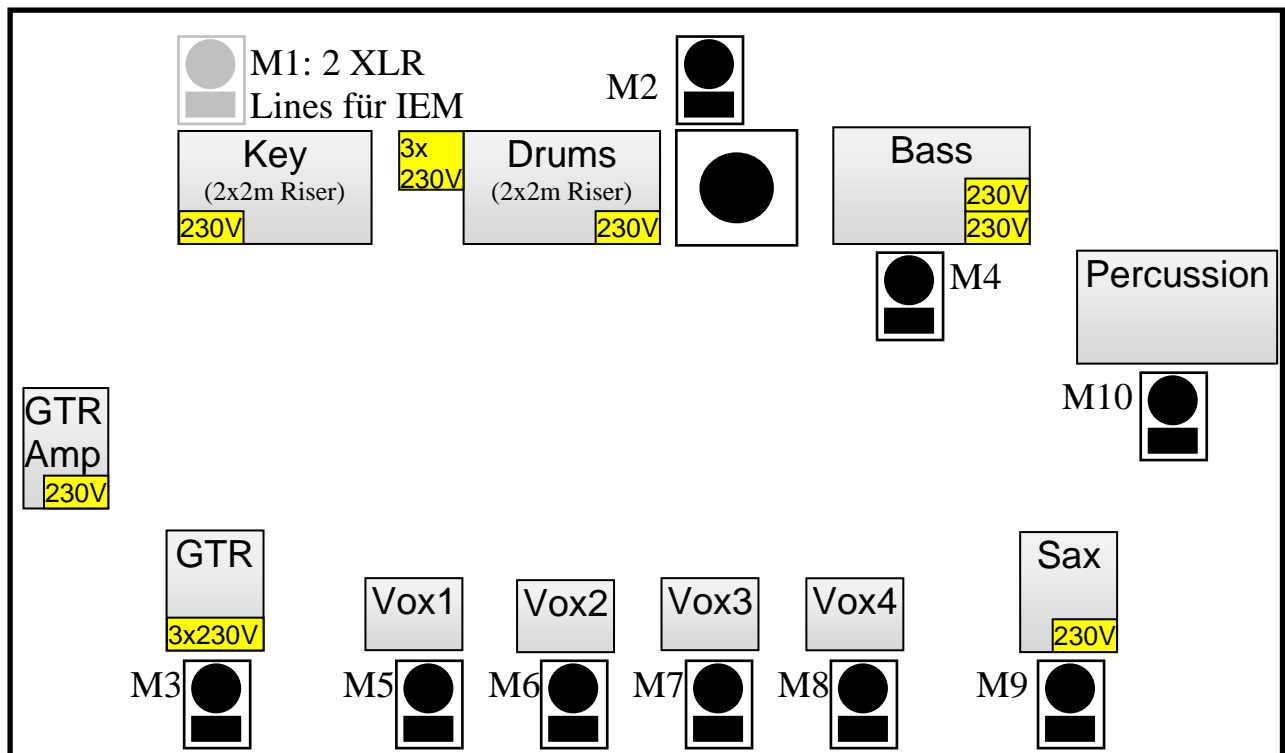 M1: 2 XLR
Lines für IEM
M2
Key
(2x2m Riser)
230V
3x
230V
Drums
(2x2m Riser)
230V
Bass
230V
230V
M4
Percussion
M10
GTR
Amp
230V
GTR
3x230V
Vox1
Vox2
Vox3
Vox4
Sax
230V
M3
M5
M6
M7
M8
M9